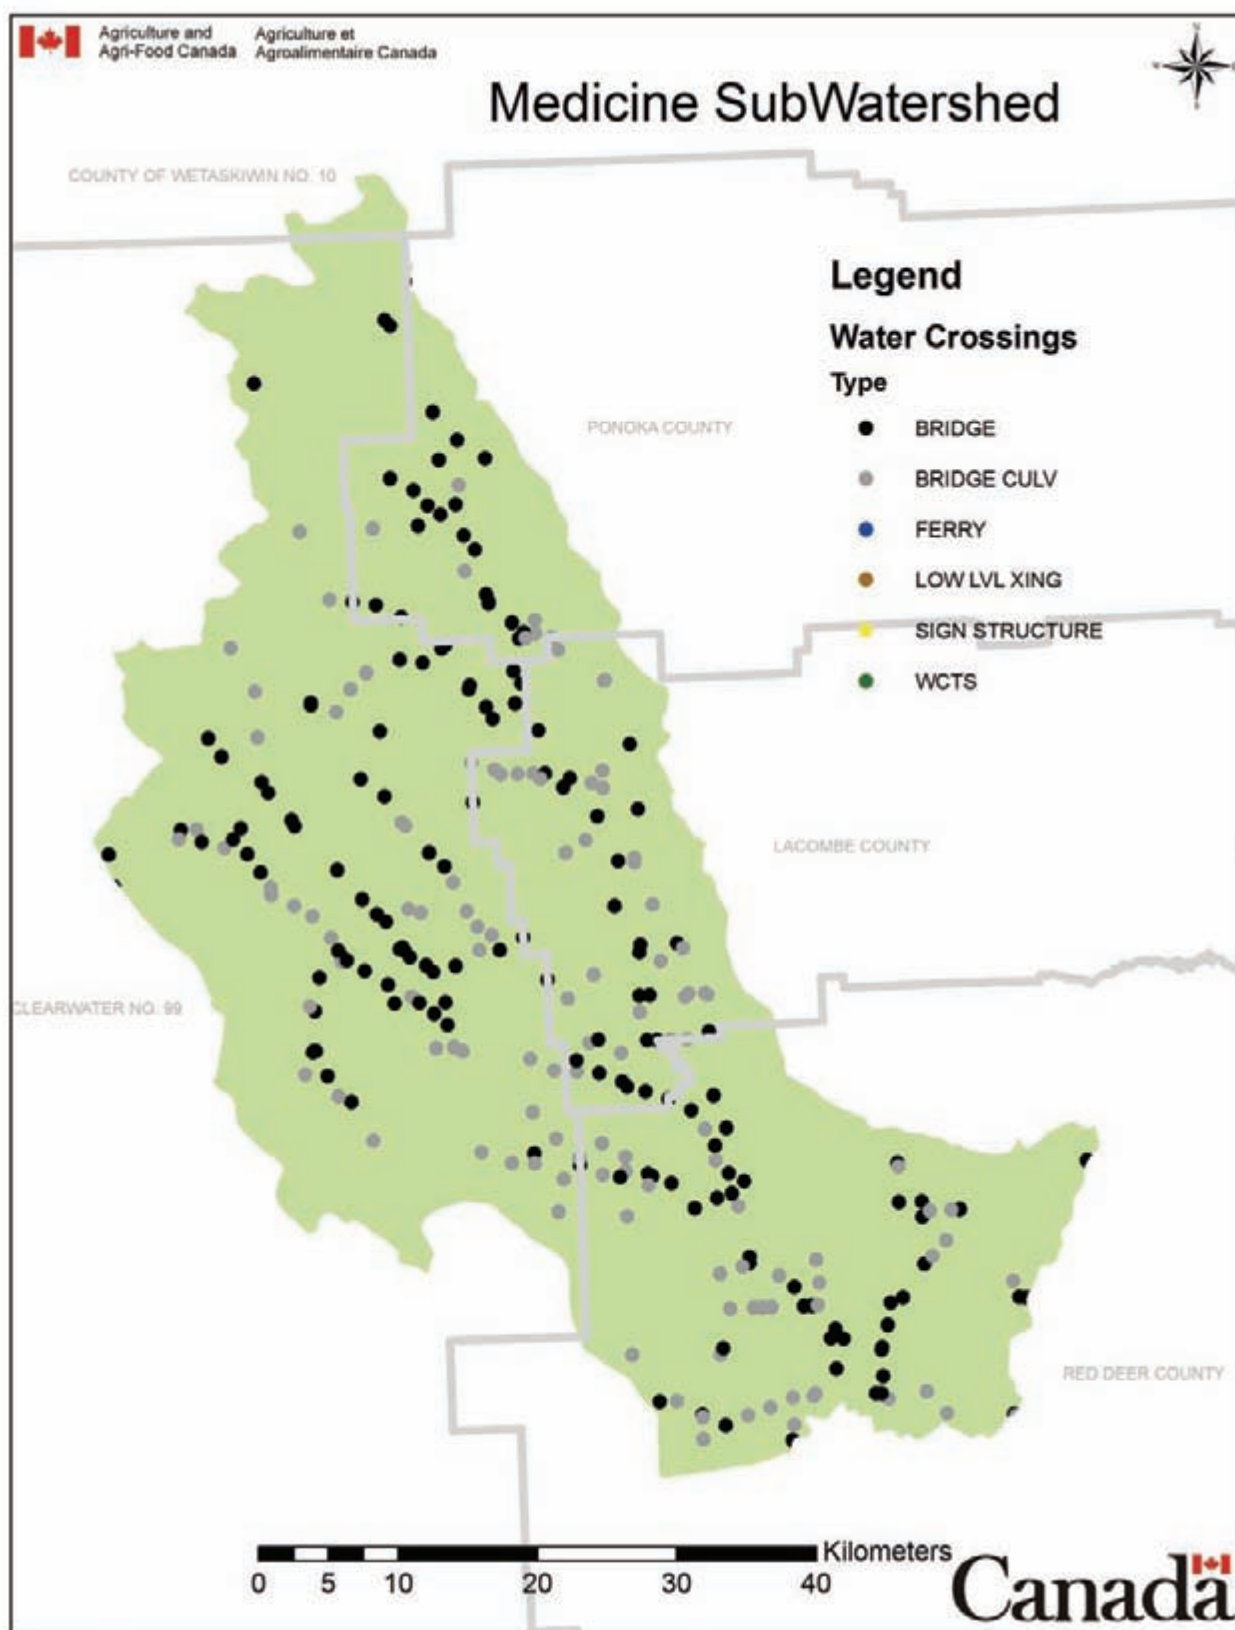 Agriculture and Agriculture et
Agri-Food Canada Agroalimentaire Canada
Medicine SubWatershed
COUNTY OF WETASKIWIN NO. 10
Legend
Water Crossings
Type
BRIDGE
BRIDGE CULV
FERRY
LOW LVL XING
SIGN STRUCTURE
WCTS
PONOKA COUNTY
LACOMBE COUNTY
CLEARWATER NO. 99
RED DEER COUNTY
Kilometers
0 5 10 20 30 40
Canada